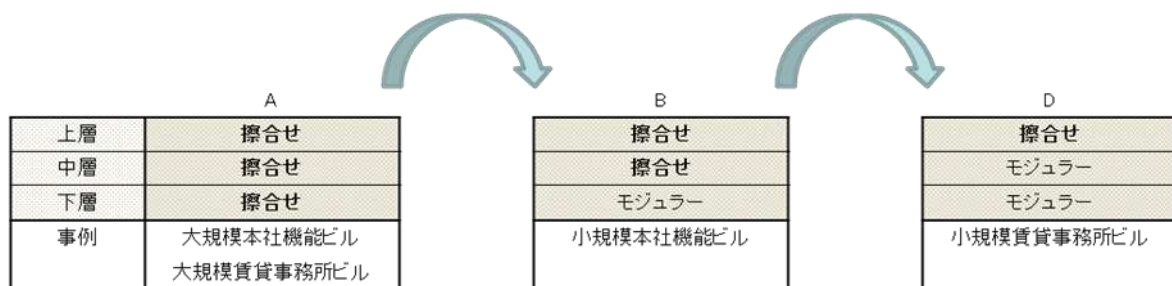 A B D
上層 擦合せ 擦合せ 擦合せ
中層 擦合せ 擦合せ モジュラー
下層 擦合せ モジュラー モジュラー
事例 大規模本社機能ビル 小規模本社機能ビル 小規模賃貸事務所ビル
大規模賃貸事務所ビル